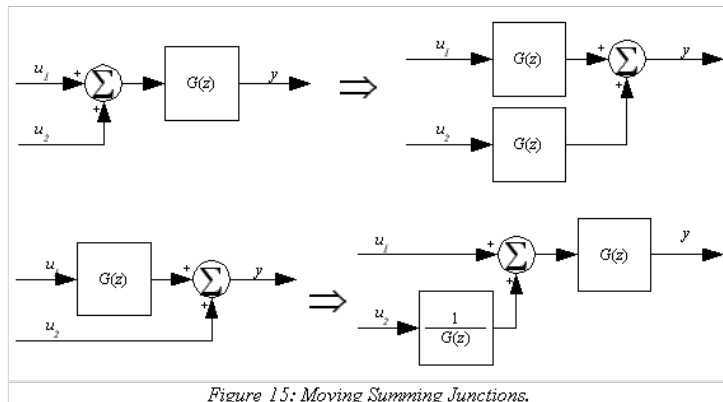 u1
+
Σ
+
G(z)
y
u2
⇒
u1
G(z)
+
Σ
+
y
u2
G(z)
u1
G(z)
+
Σ
+
y
u2
⇒
u1
+
Σ
+
G(z)
y
u2
1
G(z)
Figure 15: Moving Summing Junctions.